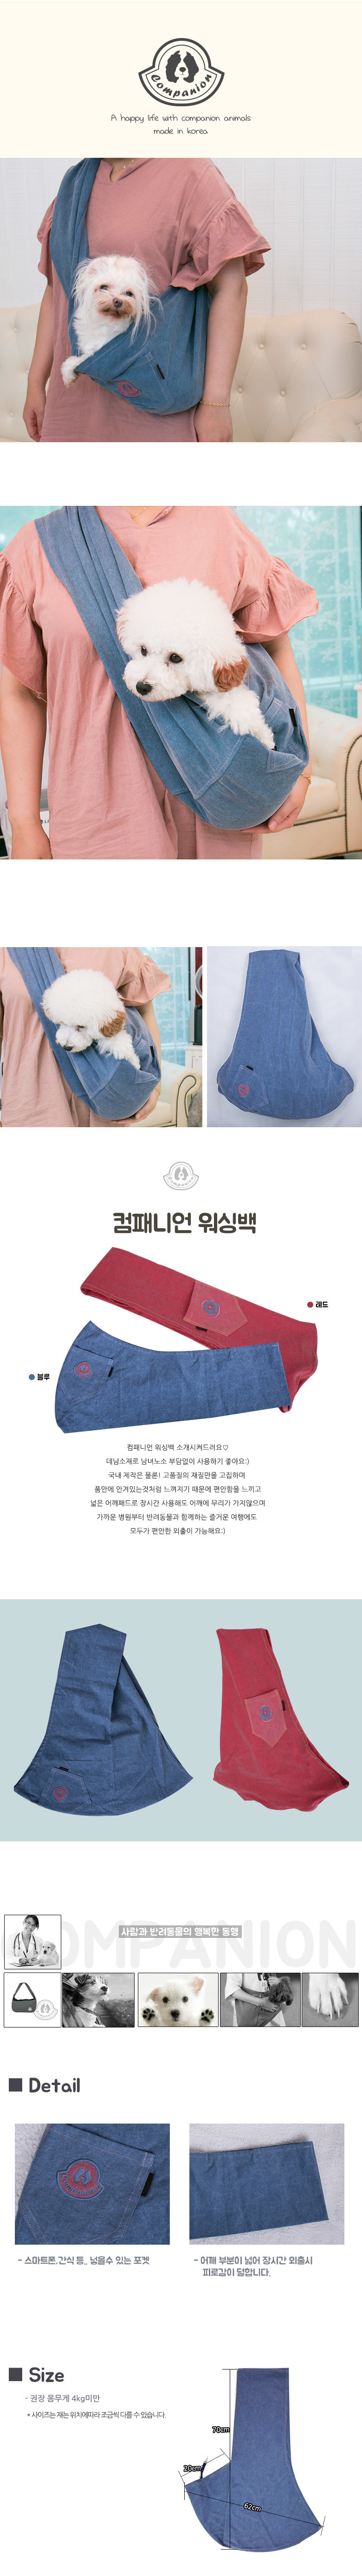 Companion
A happy life with companion animals
made in korea
Companion
컴패니언 워싱백
레드
블루
컴패니언 워싱백 소개시켜드려요♡
데님소재로 남녀노소 부담없이 사용하기 좋아요:)
국내 제작은 물론! 고품질의 재질만을 고집하며
품안에 안겨있는것처럼 느껴지기 때문에 편안함을 느끼고
넓은 어깨패드로 장시간 사용해도 어깨에 무리가 가지않으며
가까운 병원부터 반려동물과 함께하는 즐거운 여행에도
모두가 편안한 외출이 가능해요:)
COMPANION
사람과 반려동물의 행복한 동행
Detail
- 스마트폰,간식 등.. 넣을수 있는 포켓
- 어깨 부분이 넓어 장시간 외출시
피로감이 덜합니다.
Size
- 권장 몸무게 4kg미만
* 사이즈는 재는 위치에따라 조금씩 다를 수 있습니다.
70cm
20cm
62cm